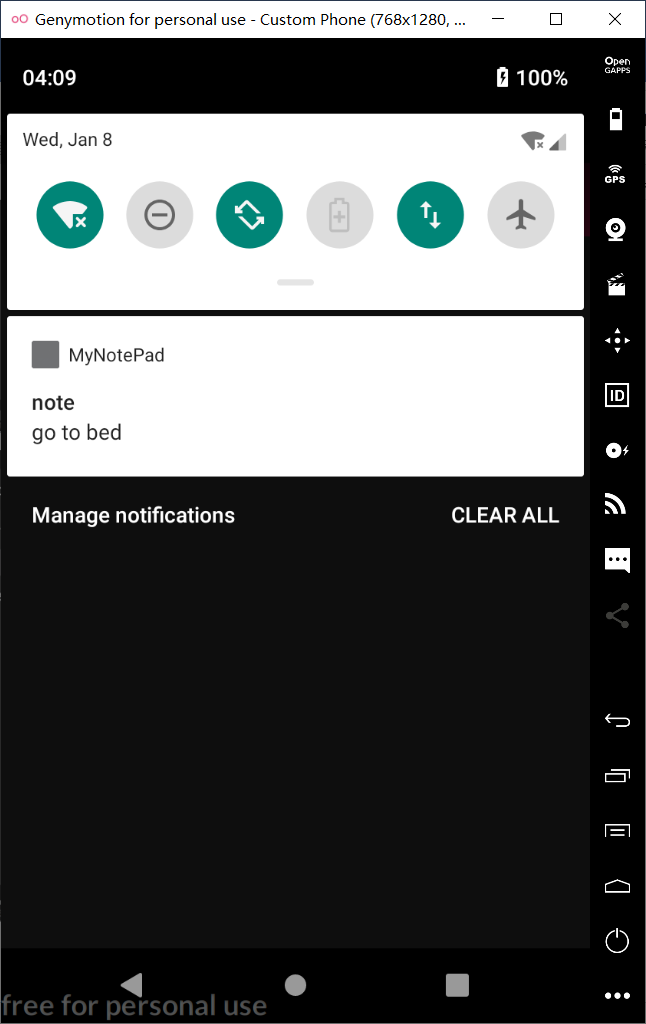 Genymotion for personal use - Custom Phone (768x1280, ...
04:09
100%
Open
GAPPS
Wed, Jan 8
GPS
MyNotePad
note
go to bed
ID
Manage notifications
CLEAR ALL
free for personal use